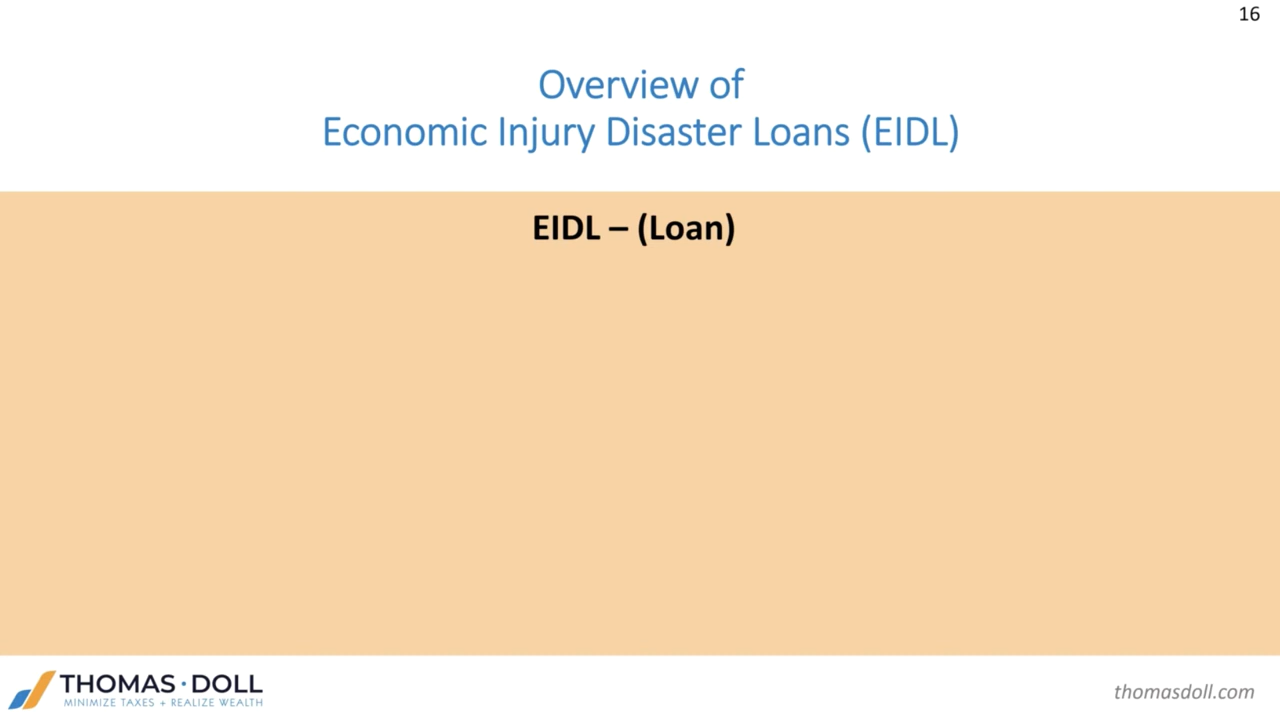 16
Overview of
Economic Injury Disaster Loans (EIDL)
EIDL – (Loan)
THOMAS·DOLL
MINIMIZE TAXES + REALIZE WEALTH
thomasdoll.com